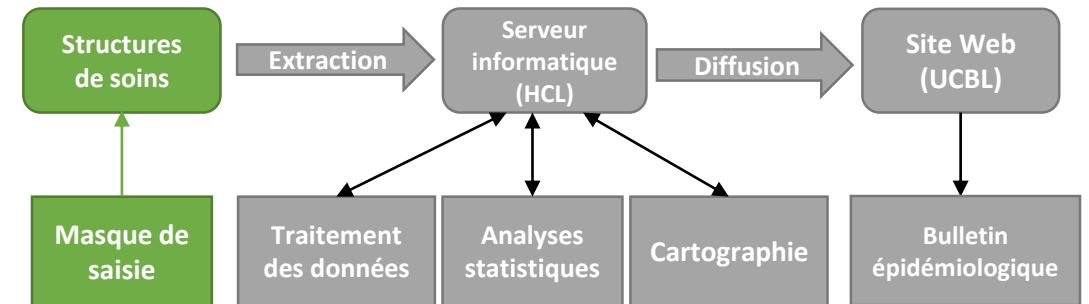 Structures
de soins
Extraction
Serveur
informatique
(HCL)
Diffusion
Site Web
(UCBL)
Masque de
saisie
Traitement
des données
Analyses
statistiques
Cartographie
Bulletin
épidémiologique